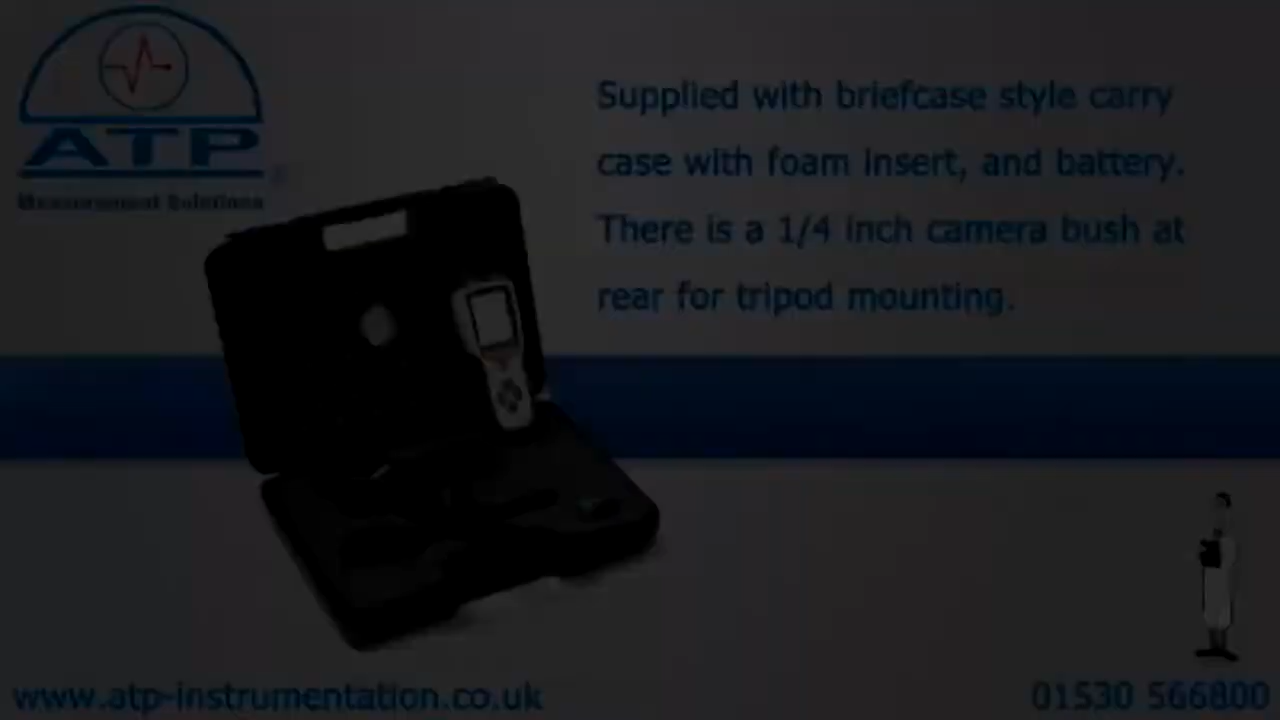 ATP
Measurement Solutions
Supplied with briefcase style carry
case with foam insert, and battery.
There is a 1/4 inch camera bush at
rear for tripod mounting.
www.atp-instrumentation.co.uk
01530 566800